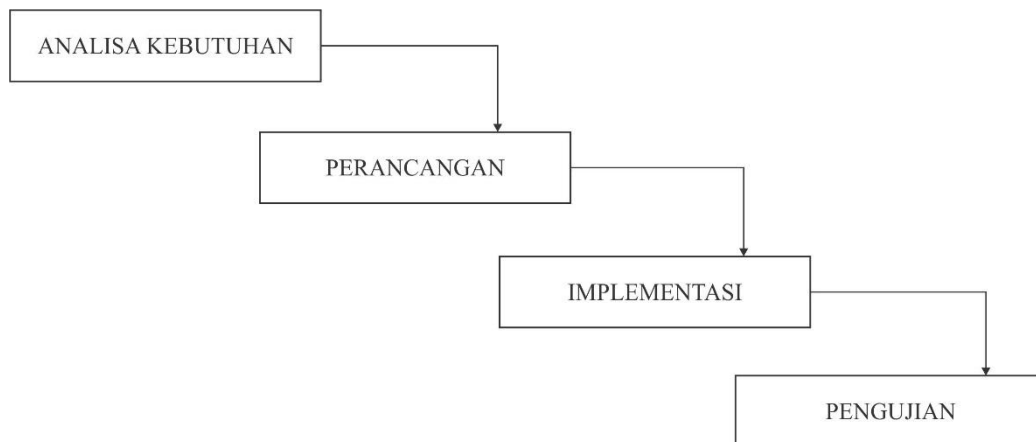 ANALISA KEBUTUHAN
PERANCANGAN
IMPLEMENTASI
PENGUJIAN